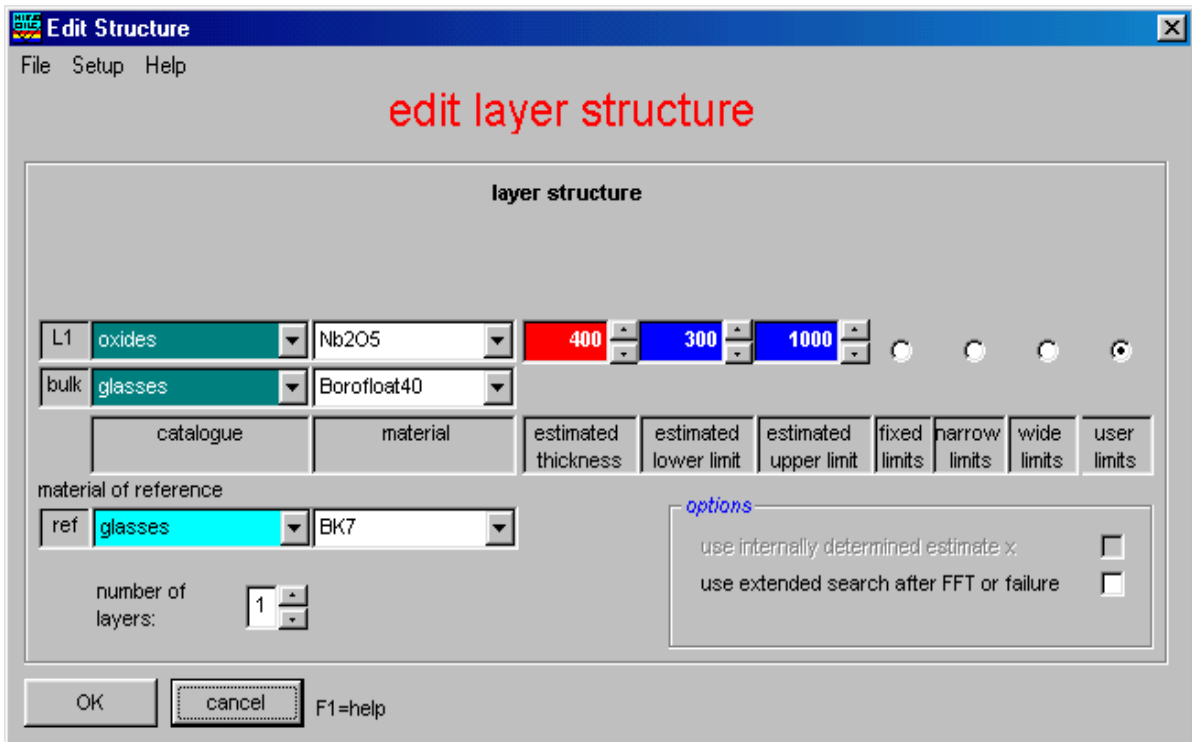 Edit Structure
File Setup Help
edit layer structure
layer structure
L1 oxides Nb2O5 400 300 1000
bulk glasses Borofloat40
catalogue material estimated thickness estimated lower limit estimated upper limit fixed limits narrow limits wide limits user limits
material of reference
ref glasses BK7
options
use internally determined estimate x
use extended search after FFT or failure
number of
layers:
1
OK cancel F1=help